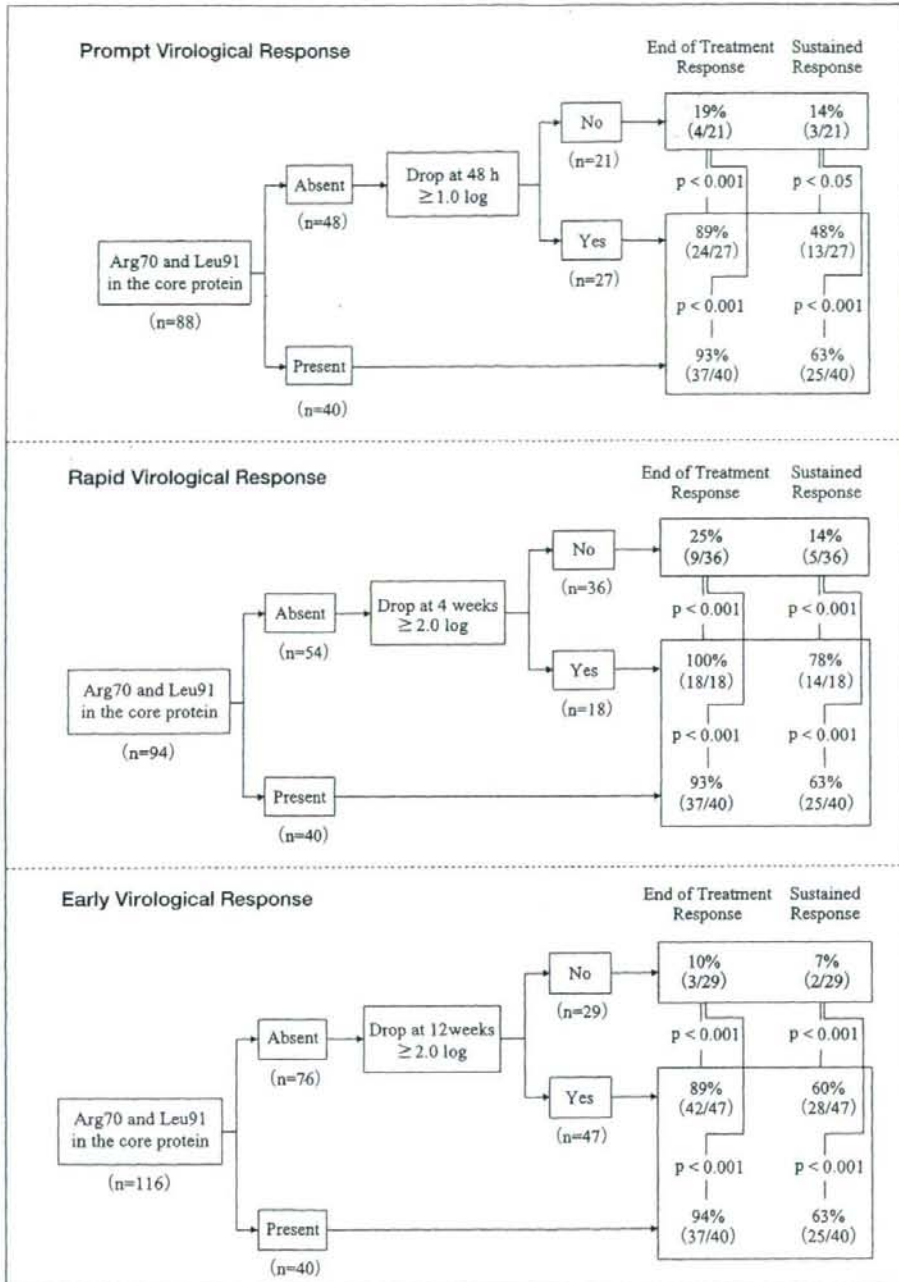 Prompt Virological Response
End of Treatment Response
Sustained Response
No
(n=21)
19%
(4/21)
14%
(3/21)
p < 0.001
p < 0.05
Absent
(n=48)
Drop at 48 h
≥1.0 log
Yes
(n=27)
89%
(24/27)
48%
(13/27)
Arg70 and Leu91
in the core protein
(n=88)
p < 0.001
p < 0.001
Present
(n=40)
93%
(37/40)
63%
(25/40)
Rapid Virological Response
End of Treatment Response
Sustained Response
No
(n=36)
25%
(9/36)
14%
(5/36)
p < 0.001
p < 0.001
Absent
(n=54)
Drop at 4 weeks
≥2.0 log
Yes
(n=18)
100%
(18/18)
78%
(14/18)
Arg70 and Leu91
in the core protein
(n=94)
p < 0.001
p < 0.001
Present
(n=40)
93%
(37/40)
63%
(25/40)
Early Virological Response
End of Treatment Response
Sustained Response
No
(n=29)
10%
(3/29)
7%
(2/29)
p < 0.001
p < 0.001
Absent
(n=76)
Drop at 12weeks
≥2.0 log
Yes
(n=47)
89%
(42/47)
60%
(28/47)
Arg70 and Leu91
in the core protein
(n=116)
p < 0.001
p < 0.001
Present
(n=40)
94%
(37/40)
63%
(25/40)